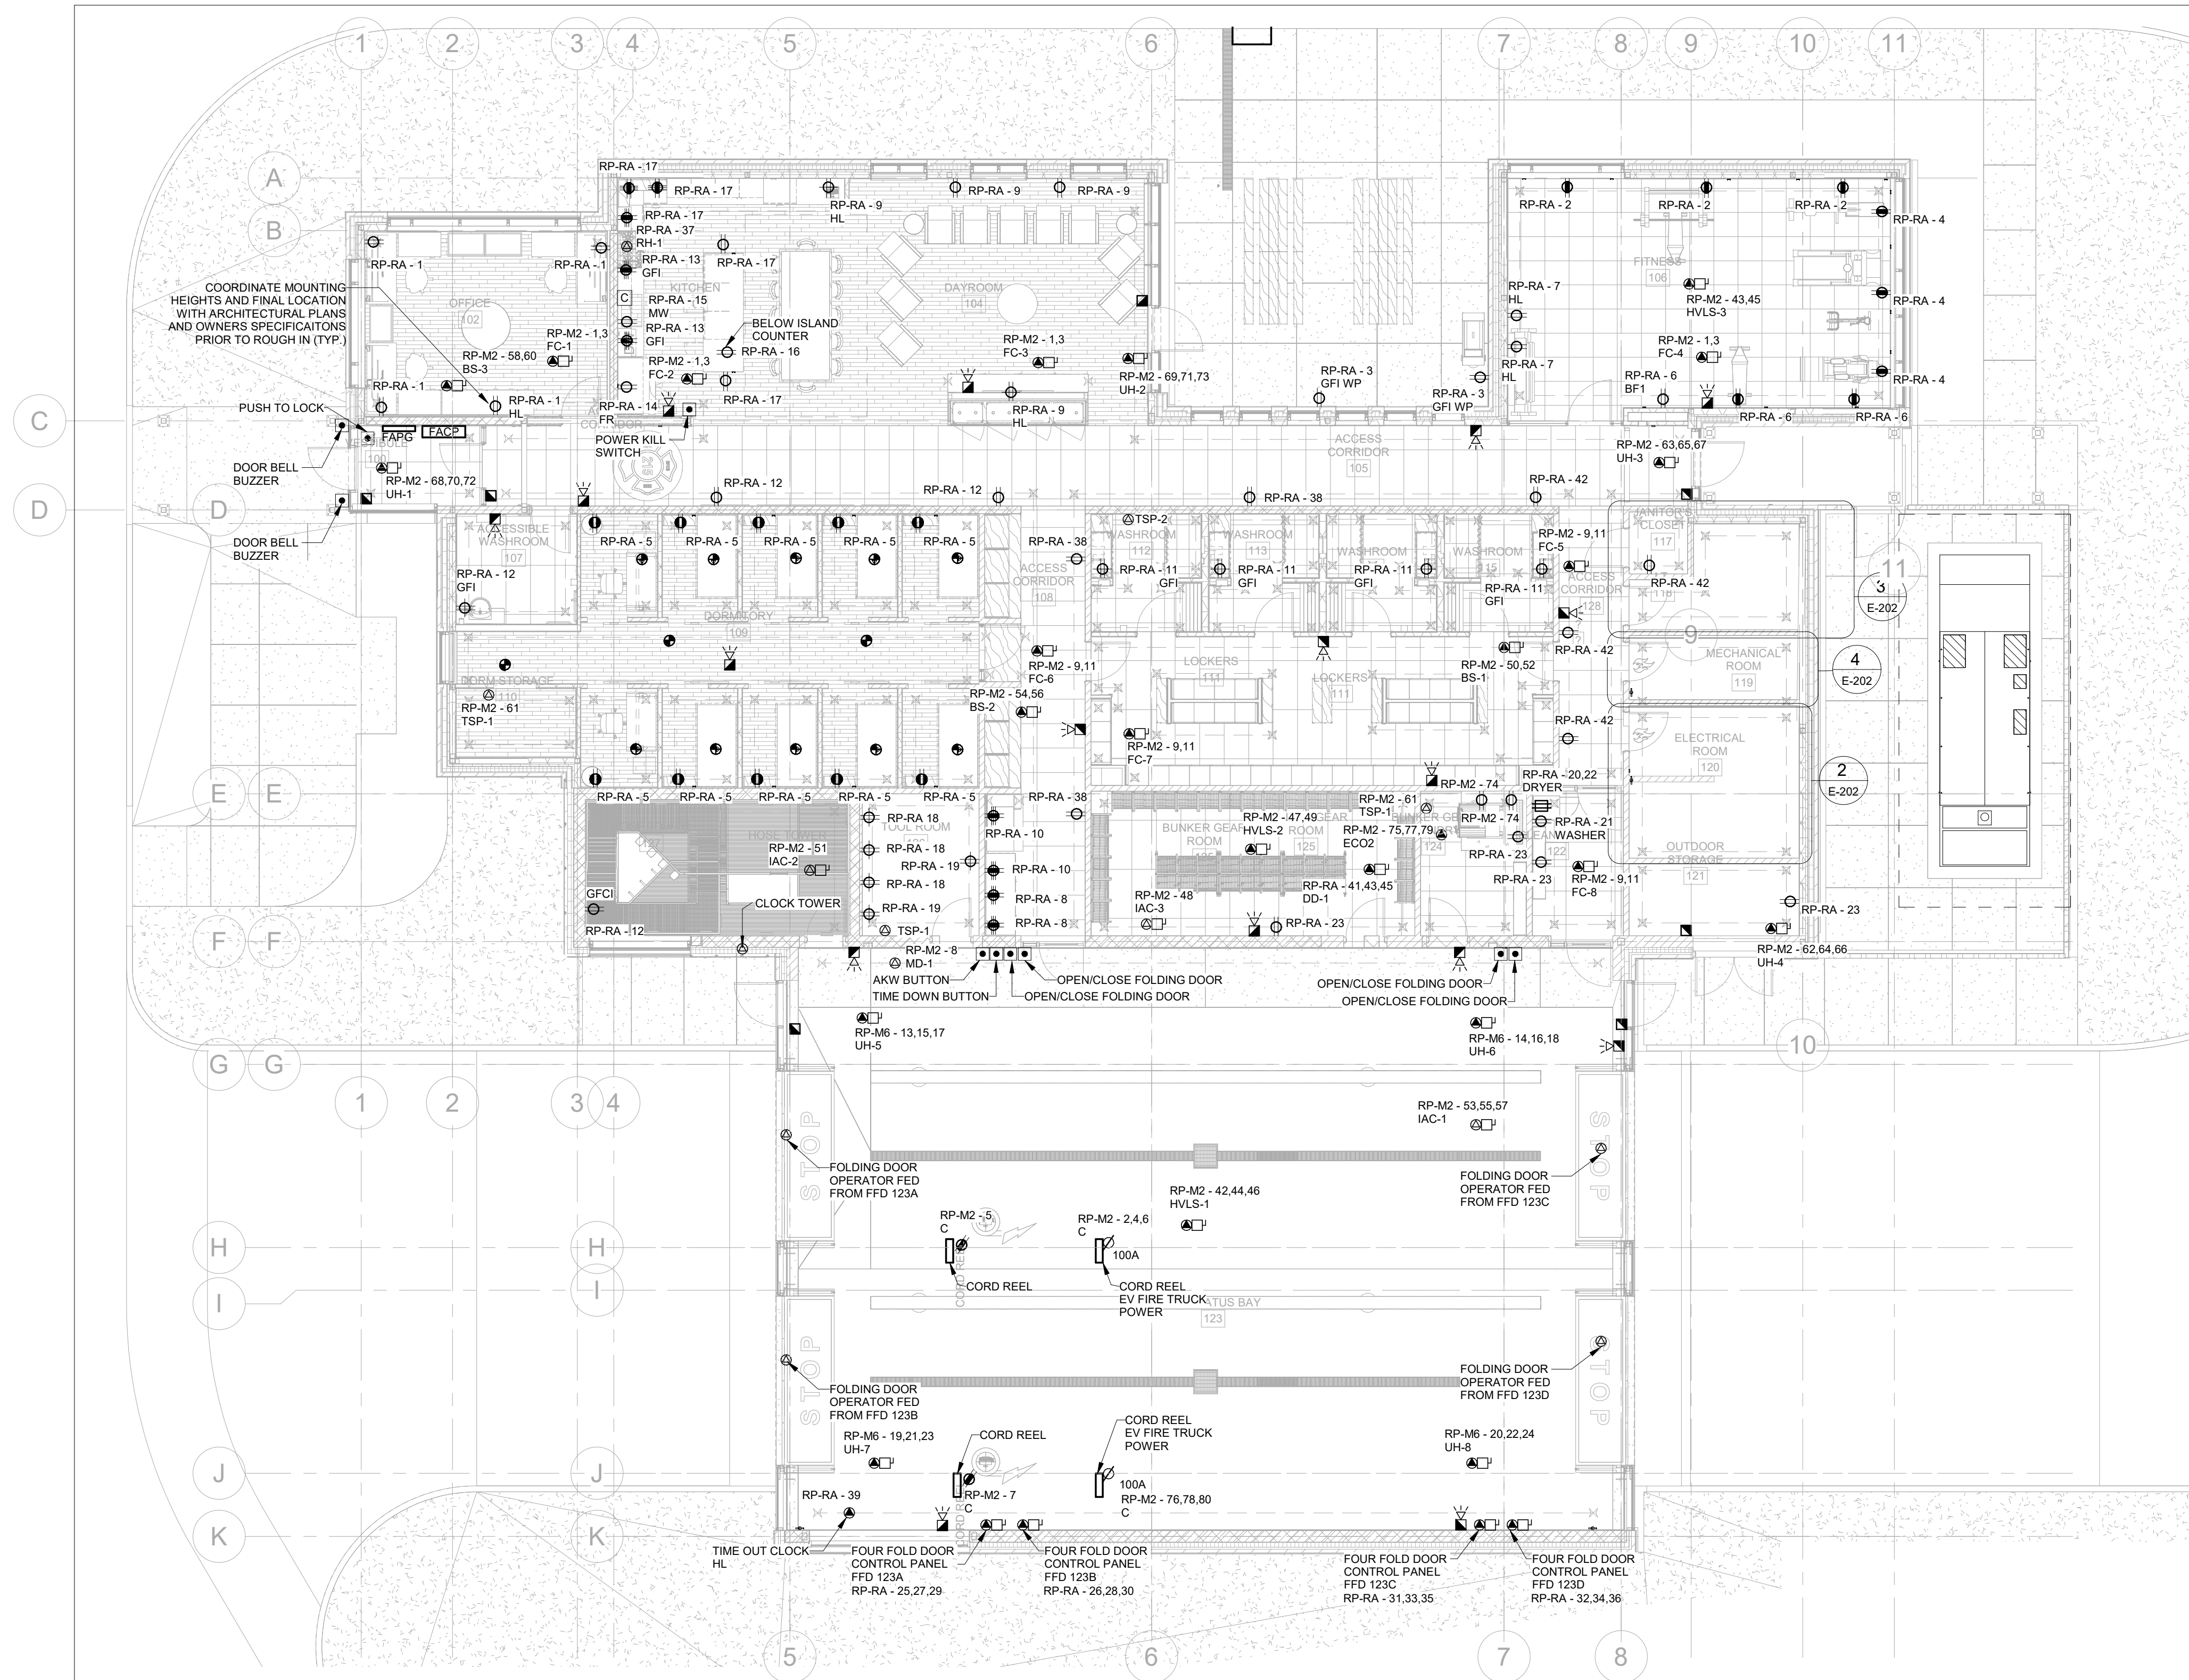 1 2 3 4 5 6 7 8 9 10 11
A
RP-RA - 17
RP-RA - 17
RP-RA - 9
HL
RP-RA - 9
RP-RA - 9
RP-RA - 2
RP-RA - 2
RP-RA - 2
RP-RA - 4
B
RP-RA - 17
RP-RA - 37
RH-1
RP-RA - 13
GFI
RP-RA - 17
RP-RA - 1
RP-RA - 1
COORDINATE MOUNTING
HEIGHTS AND FINAL LOCATION
WITH ARCHITECTURAL PLANS
AND OWNERS SPECIFICAITONS
PRIOR TO ROUGH IN (TYP.)
OFFICE
102
KITCHEN
C
RP-RA - 15
MW
RP-RA - 13
GFI
DAYROOM
104
FITNESS
106
RP-RA - 7
HL
RP-M2 - 43,45
HVLS-3
RP-RA - 4
BELOW ISLAND
COUNTER
RP-RA - 16
RP-M2 - 1,3
FC-1
RP-M2 - 58,60
BS-3
RP-M2 - 1,3
FC-2
RP-M2 - 1,3
FC-3
RP-M2 - 69,71,73
UH-2
RP-M2 - 1,3
FC-4
RP-RA - 7
HL
RP-RA - 4
RP-RA - 1
RP-RA - 1
HL
RP-RA - 14
FR
RP-RA - 17
RP-RA - 9
HL
RP-RA - 3
GFI WP
RP-RA - 3
GFI WP
RP-RA - 6
BF1
RP-RA - 6
RP-RA - 6
PUSH TO LOCK
C
FAPG
FACP
POWER KILL
SWITCH
ACCESS
CORRIDOR
105
RP-M2 - 63,65,67
UH-3
DOOR BELL
BUZZER
100
RP-M2 - 68,70,72
UH-1
RP-RA - 12
RP-RA - 12
RP-RA - 38
RP-RA - 42
D
D
DOOR BELL
BUZZER
ACCESSIBLE
WASHROOM
107
RP-RA - 5
RP-RA - 5
RP-RA - 5
RP-RA - 5
RP-RA - 5
RP-RA - 38
TSP-2
WASHROOM
112
WASHROOM
113
WASHROOM
WASHROOM
115
RP-M2 - 9,11
FC-5
JANITOR'S
CLOSET
117
RP-RA - 12
GFI
ACCESS
CORRIDOR
108
RP-RA - 11
GFI
RP-RA - 11
GFI
RP-RA - 11
GFI
RP-RA - 11
GFI
ACCESS
CORRIDOR
128
RP-RA - 42
118
11
3
E-202
DORMITORY
109
RP-M2 - 9,11
FC-6
LOCKERS
111
LOCKERS
111
RP-M2 - 50,52
BS-1
RP-RA - 42
9
MECHANICAL
ROOM
119
4
E-202
DORM STORAGE
110
RP-M2 - 61
TSP-1
RP-M2 - 54,56
BS-2
RP-M2 - 9,11
FC-7
RP-RA - 42
ELECTRICAL
ROOM
120
2
E-202
E E
RP-RA - 5
RP-RA - 5
RP-RA - 5
RP-RA - 5
RP-RA - 5
RP-RA - 38
RP-M2 - 61
TSP-1
RP-M2 - 74
RP-M2 - 74
RP-RA - 20,22
DRYER
RP-RA - 21
WASHER
HOSE TOWER
RP-M2 - 51
IAC-2
RP-RA 18
TOOL ROOM
RP-RA - 18
RP-RA - 19
RP-RA - 18
RP-RA - 19
RP-RA - 10
RP-RA - 10
RP-RA - 8
RP-RA - 8
BUNKER GEAR
ROOM
RP-M2 - 47,49
HVLS-2
GEAR
ROOM
125
RP-M2 - 75,77,79
ECO2
124
RP-RA - 23
RP-RA - 23
122
RP-M2 - 9,11
FC-8
OUTDOOR
STORAGE
121
RP-RA - 23
RP-M2 - 62,64,66
UH-4
GFCI
RP-RA - 12
CLOCK TOWER
RP-M2 - 48
IAC-3
RP-RA - 41,43,45
DD-1
RP-RA - 23
F F
TSP-1
RP-M2 - 8
MD-1
AKW BUTTON
TIME DOWN BUTTON
OPEN/CLOSE FOLDING DOOR
OPEN/CLOSE FOLDING DOOR
OPEN/CLOSE FOLDING DOOR
OPEN/CLOSE FOLDING DOOR
RP-M6 - 13,15,17
UH-5
RP-M6 - 14,16,18
UH-6
10
G G
1 2 3 4
RP-M2 - 53,55,57
IAC-1
STOP
STOP
FOLDING DOOR
OPERATOR FED
FROM FFD 123A
FOLDING DOOR
OPERATOR FED
FROM FFD 123C
RP-M2 - 42,44,46
HVLS-1
RP-M2 - 5
C
RP-M2 - 2,4,6
C
100A
H H
CORD REEL
CORD REEL
EV FIRE TRUCK
POWER
I I
123
STOP
STOP
FOLDING DOOR
OPERATOR FED
FROM FFD 123B
FOLDING DOOR
OPERATOR FED
FROM FFD 123D
RP-M6 - 19,21,23
UH-7
CORD REEL
CORD REEL
EV FIRE TRUCK
POWER
RP-M6 - 20,22,24
UH-8
J J
RP-RA - 39
RP-M2 - 7
C
100A
RP-M2 - 76,78,80
C
K K
TIME OUT CLOCK
HL
FOUR FOLD DOOR
CONTROL PANEL
FFD 123A
RP-RA - 25,27,29
FOUR FOLD DOOR
CONTROL PANEL
FFD 123B
RP-RA - 26,28,30
FOUR FOLD DOOR
CONTROL PANEL
FFD 123C
RP-RA - 31,33,35
FOUR FOLD DOOR
CONTROL PANEL
FFD 123D
RP-RA - 32,34,36
5 6 7 8